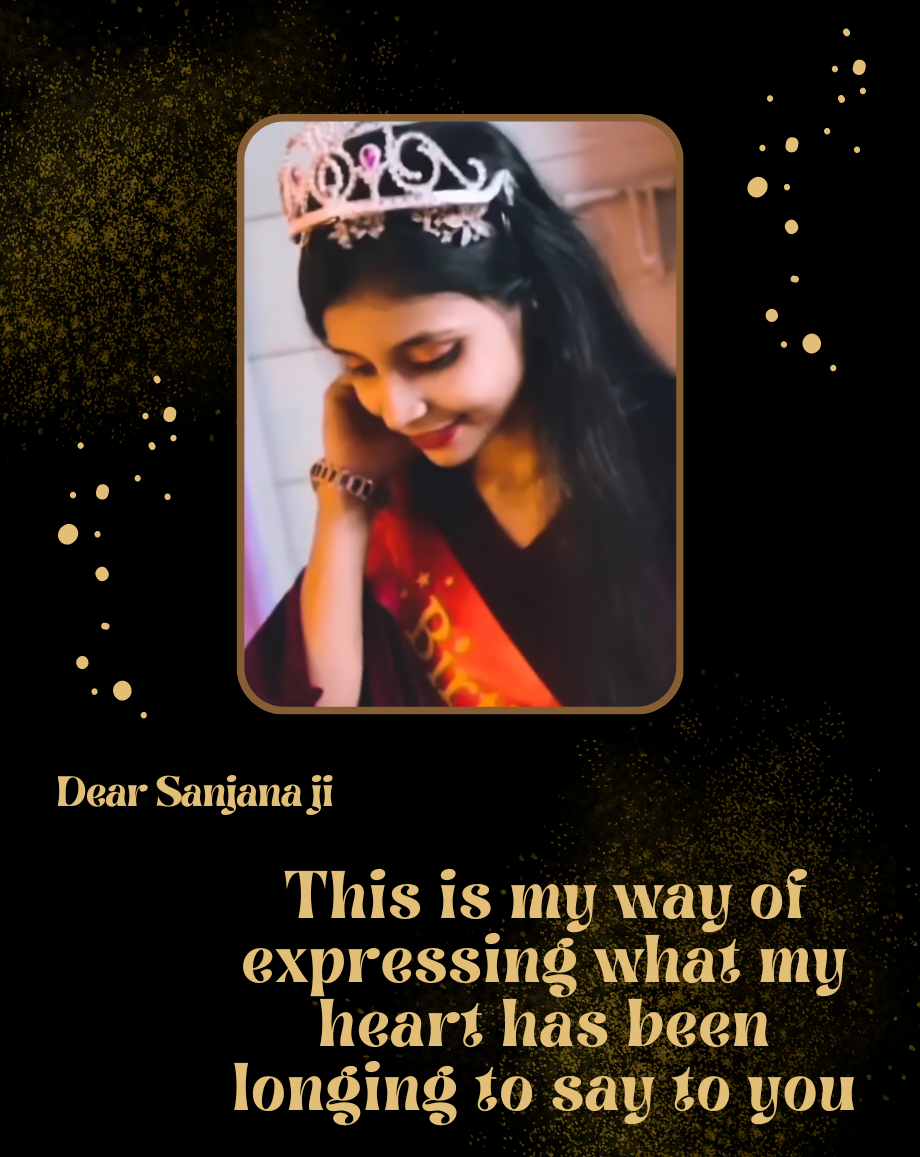 Dear Sanjana ji
This is my way of
expressing what my
heart has been
longing to say to you